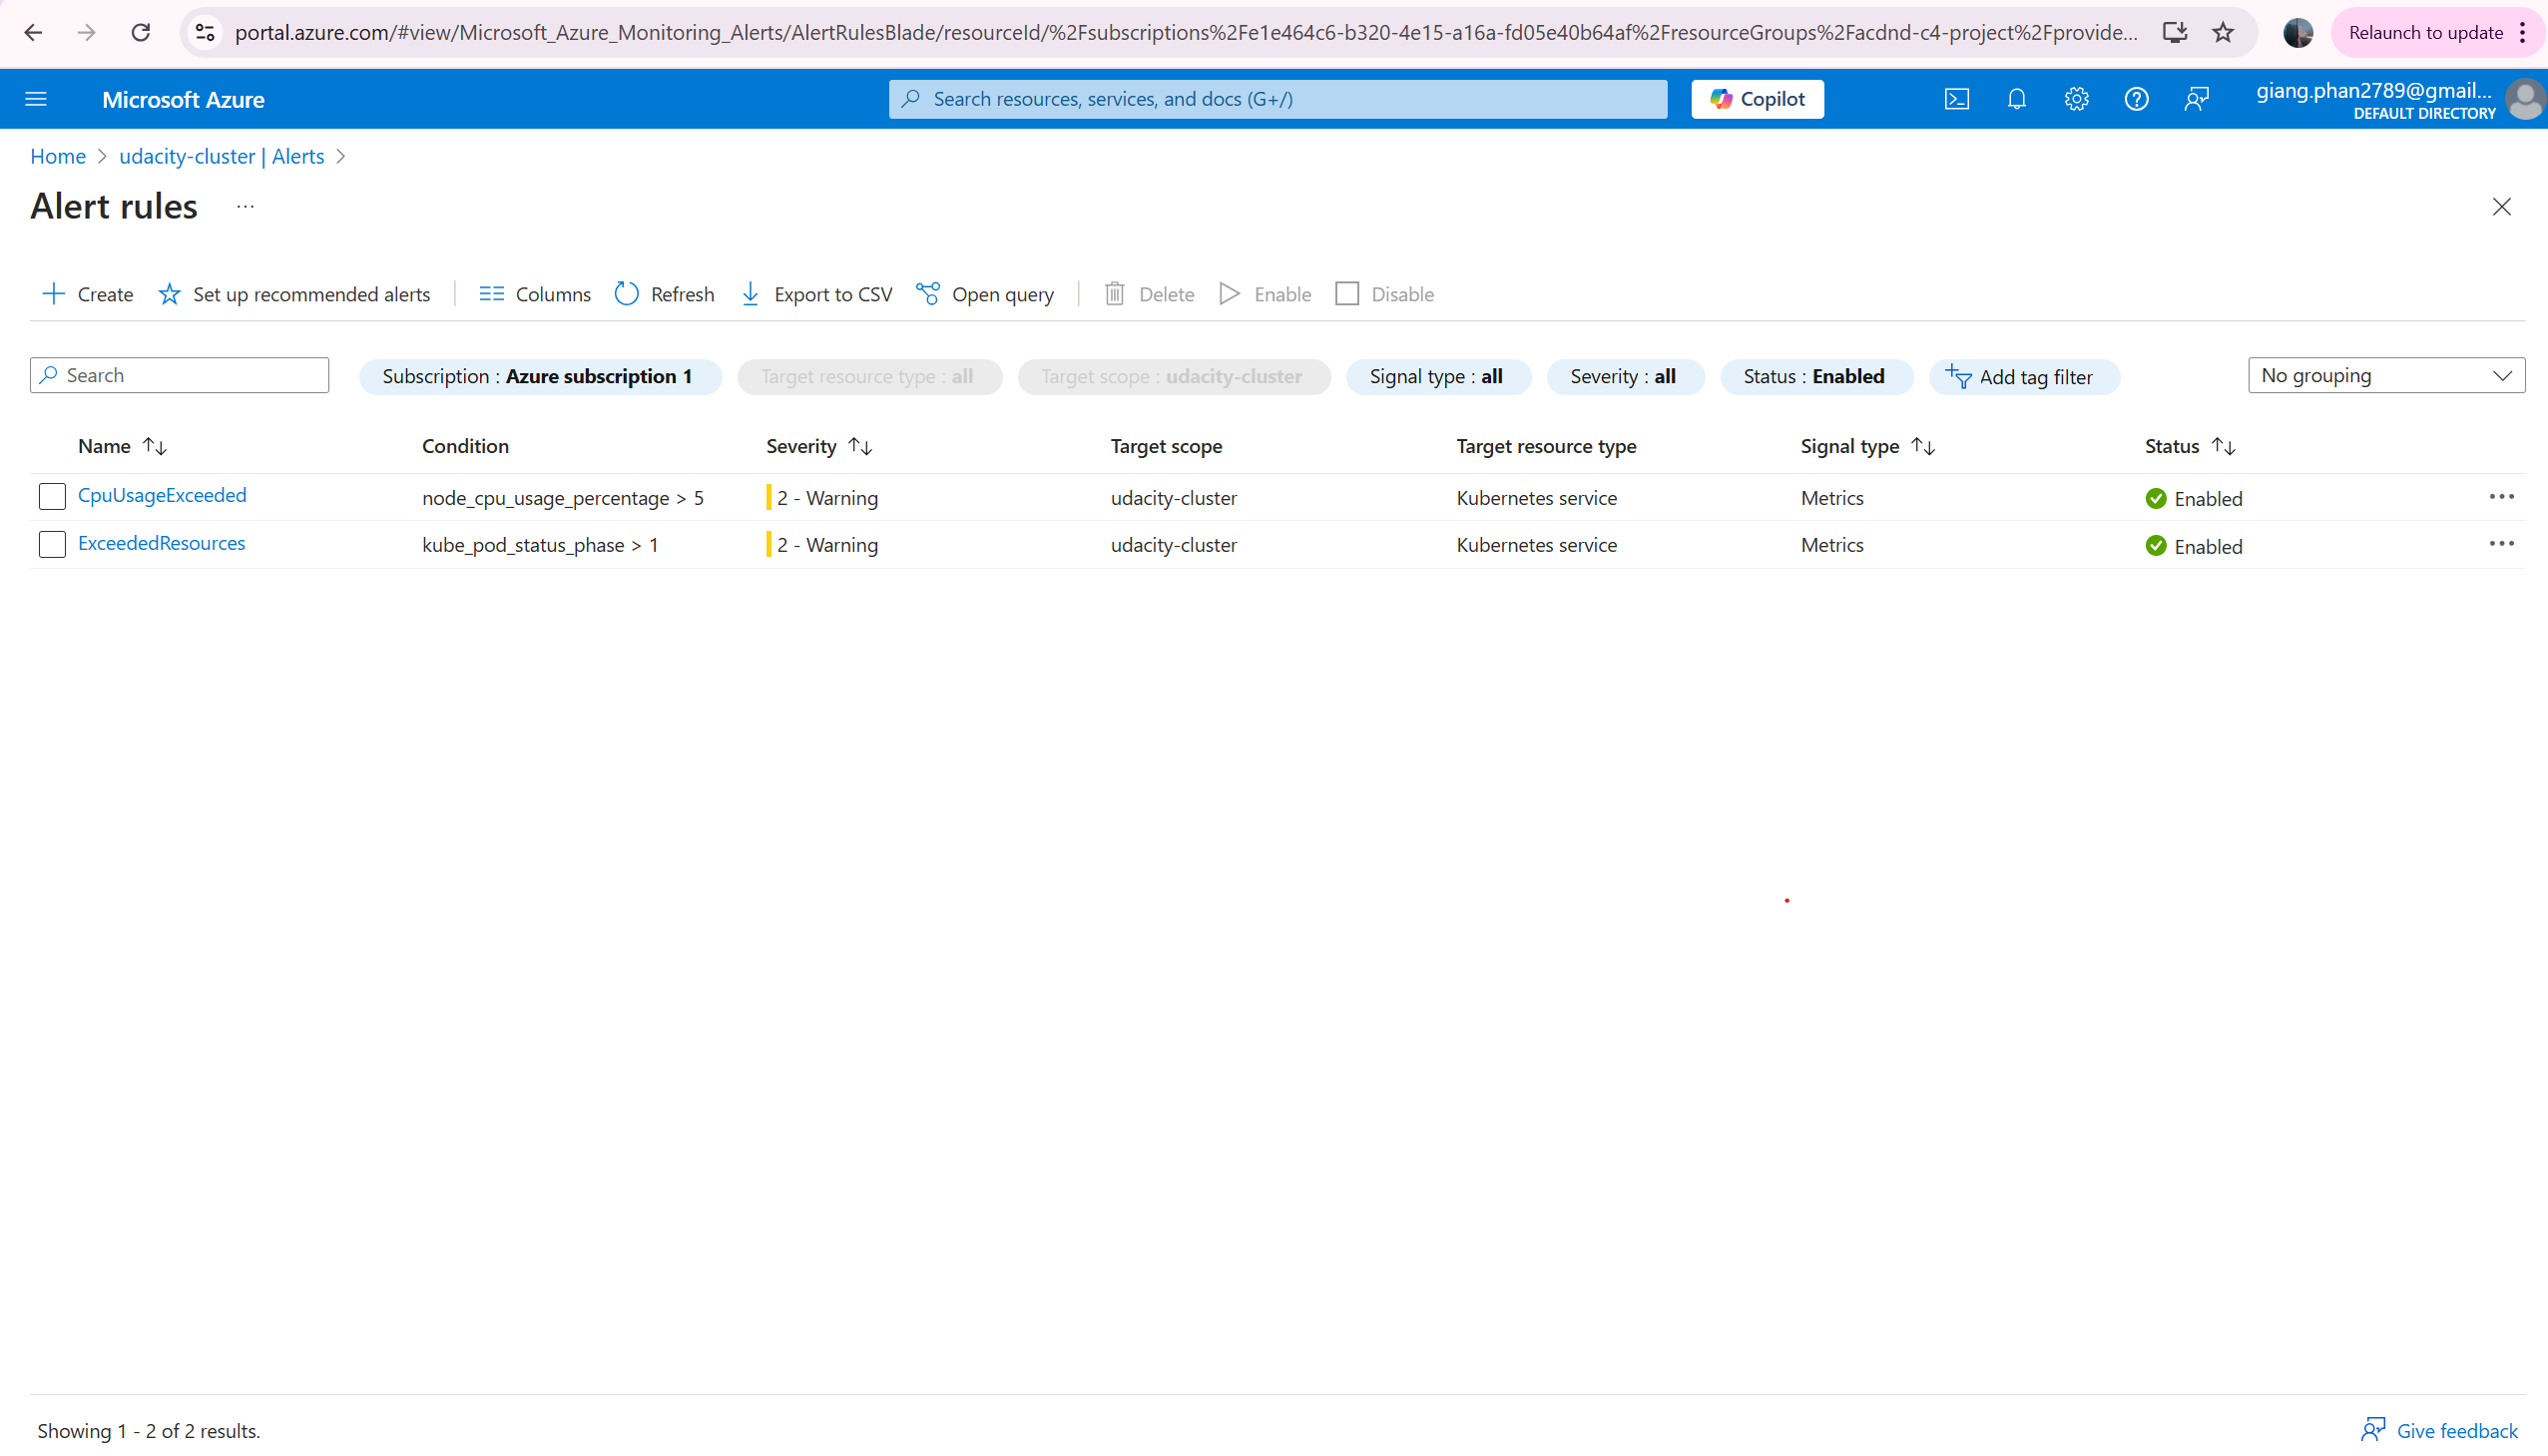 portal.azure.com/#view/Microsoft_Azure_Monitoring_Alerts/AlertRulesBlade/resourceId/%2Fsubscriptions%2Fe1e464c6-b320-4e15-a16a-fd05e40b64af%2FresourceGroups%2Facdnd-c4-project%2Fprovide...
Relaunch to update
Microsoft Azure
Search resources, services, and docs (G+/)
Copilot
giang.phan2789@gmail...
DEFAULT DIRECTORY
Home > udacity-cluster | Alerts >
Alert rules ...
Create Set up recommended alerts Columns Refresh Export to CSV Open query Delete Enable Disable
Search Subscription : Azure subscription 1 Target resource type : all Target scope : udacity-cluster Signal type : all Severity : all Status : Enabled Add tag filter No grouping
Name Condition Severity Target scope Target resource type Signal type Status
CpuUsageExceeded node_cpu_usage_percentage > 5 2 - Warning udacity-cluster Kubernetes service Metrics Enabled
ExceededResources kube_pod_status_phase > 1 2 - Warning udacity-cluster Kubernetes service Metrics Enabled
Showing 1 - 2 of 2 results.
Give feedback